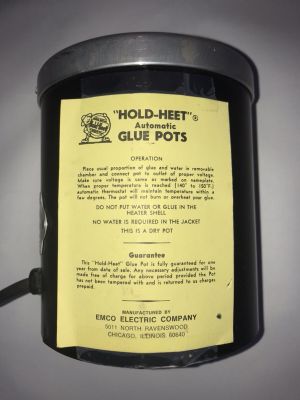 "HOLD-HEET"®
Automatic
GLUE POTS
OPERATION
Place usual proportion of glue and water in removable
chamber and connect pot to outlet of proper voltage.
Make sure voltage is same as marked on nameplate.
When proper temperature is reached (140° to 150°F.)
automatic thermostat will maintain temperature within a
few degrees. The pot will not burn or overheat your glue.
DO NOT PUT WATER OR GLUE IN THE
HEATER SHELL
NO WATER IS REQUIRED IN THE JACKET
THIS IS A DRY POT
Guarantee
This "Hold-Heet" Glue Pot is fully guaranteed for one
year from date of sale. Any necessary adjustments will be
made free of charge for above period provided the Pot
has not been tampered with and is returned to us charges
prepaid.
MANUFACTURED BY
EMCO ELECTRIC COMPANY
5011 NORTH RAVENSWOOD
CHICAGO, ILLINOIS 60640